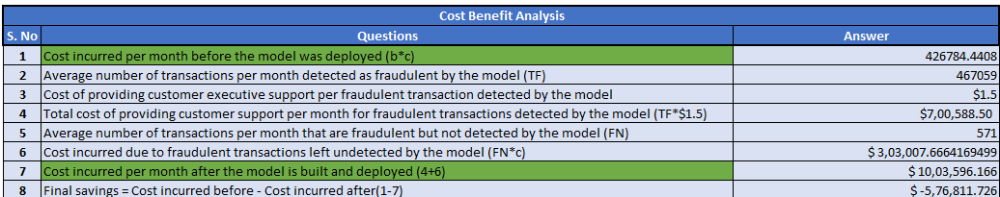 Cost Benefit Analysis
S. No Questions Answer
1 Cost incurred per month before the model was deployed (b*c) 426784.4408
2 Average number of transactions per month detected as fraudulent by the model (TF) 467059
3 Cost of providing customer executive support per fraudulent transaction detected by the model $1.5
4 Total cost of providing customer support per month for fraudulent transactions detected by the model (TF*$1.5) $7,00,588.50
5 Average number of transactions per month that are fraudulent but not detected by the model (FN) 571
6 Cost incurred due to fraudulent transactions left undetected by the model (FN*c) $ 3,03,007.6664169499
7 Cost incurred per month after the model is built and deployed (4+6) $ 10,03,596.166
8 Final savings = Cost incurred before - Cost incurred after(1-7) $ -5,76,811.726